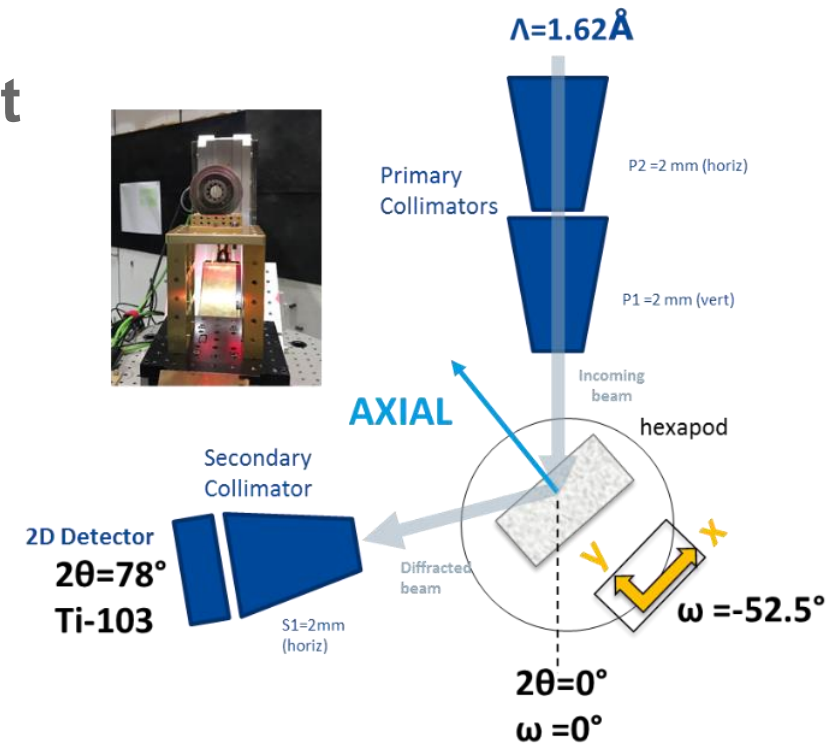 t
Λ=1.62Å
P2 =2 mm (horiz)
Primary
Collimators
P1 =2 mm (vert)
Incoming
beam
AXIAL
hexapod
Secondary
Collimator
2D Detector
2θ=78°
Ti-103
Diffracted
beam
S1=2mm
(horiz)
y
x
ω =-52.5°
2θ=0°
ω =0°